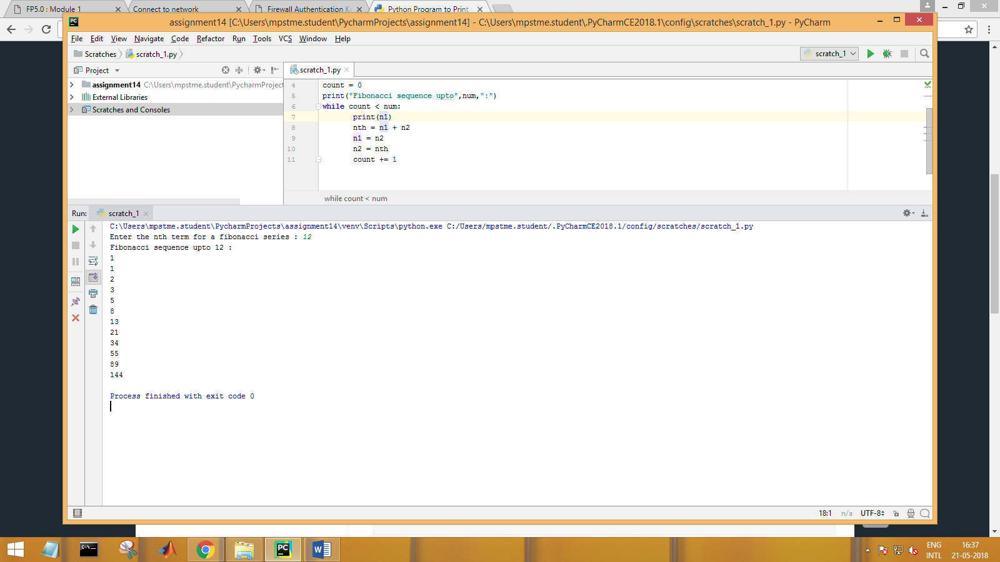 FP5.0 : Module 1
Connect to network
Firewall Authentication K
Python Program to Print
assignment14 [C:\Users\mpstme.student\PycharmProjects\assignment14] - C:\Users\mpstme.student\.PyCharmCE2018.1\config\scratches\scratch_1.py - PyCharm
File Edit View Navigate Code Refactor Run Tools VCS Window Help
Scratches scratch_1.py scratch_1
Project scratch_1.py
assignment14 C:\Users\mpstme.student\PycharmProject
External Libraries
Scratches and Consoles
4 count = 0
5 print("Fibonacci sequence upto",num,":")
6 while count < num:
7 print(n1)
8 nth = n1 + n2
9 n1 = n2
10 n2 = nth
11 count += 1
while count < num
Run: scratch_1
C:\Users\mpstme.student\PycharmProjects\assignment14\venv\Scripts\python.exe C:/Users/mpstme.student/.PyCharmCE2018.1/config/scratches/scratch_1.py
Enter the nth term for a fibonacci series : 12
Fibonacci sequence upto 12 :
1
1
2
3
5
8
13
21
34
55
89
144
Process finished with exit code 0
18:1 n/a UTF-8
ENG 16:37
INTL 21-05-2018